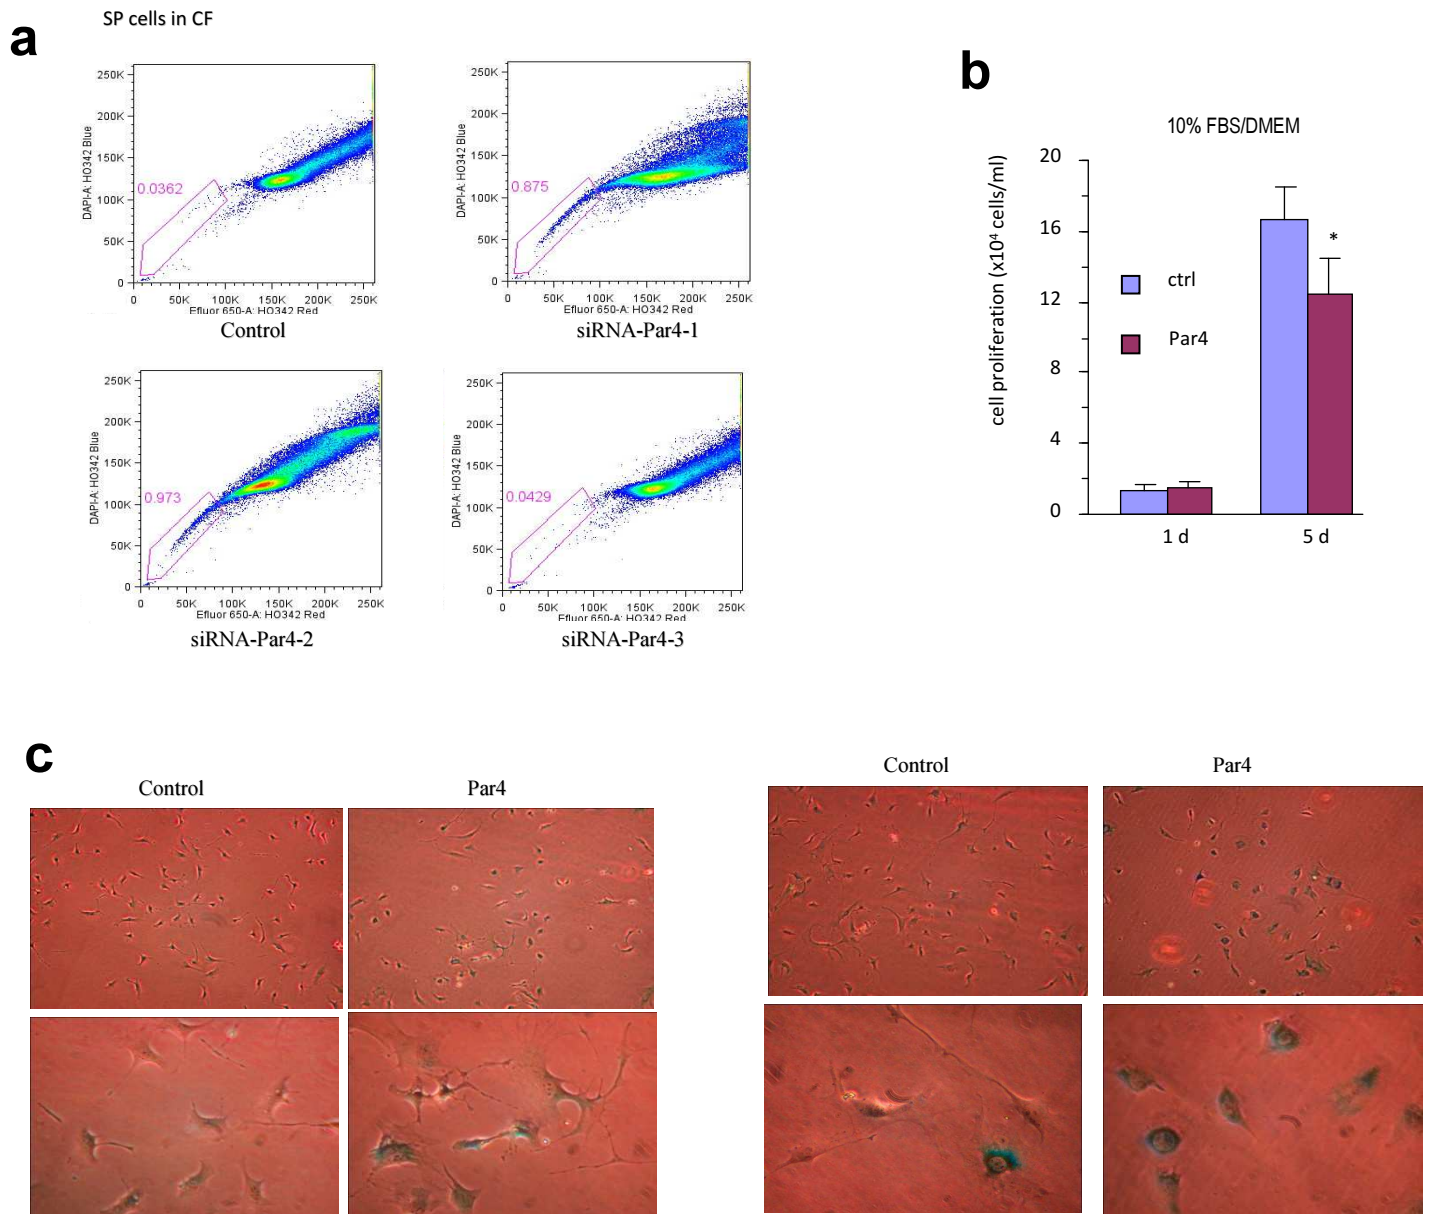 SP cells in CF
a
250K
200K
150K
100K
50K
0
DAPI-A: HO342 Blue
0.0362
0 50K 100K 150K 200K 250K
Efluor 650-A: HO342 Red
Control
250K
200K
150K
100K
50K
0
DAPI-A: HO342 Blue
0.875
0 50K 100K 150K 200K 250K
Efluor 650-A: HO342 Red
siRNA-Par4-1
250K
200K
150K
100K
50K
0
DAPI-A: HO342 Blue
0.973
0 50K 100K 150K 200K 250K
Efluor 650-A: HO342 Red
siRNA-Par4-2
250K
200K
150K
100K
50K
0
DAPI-A: HO342 Blue
0.0429
0 50K 100K 150K 200K 250K
Efluor 650-A: HO342 Red
siRNA-Par4-3
b
10% FBS/DMEM
cell proliferation (x10⁴ cells/ml)
20
16
12
8
4
0
ctrl
Par4
*
1 d 5 d
c
Control Par4
Control Par4